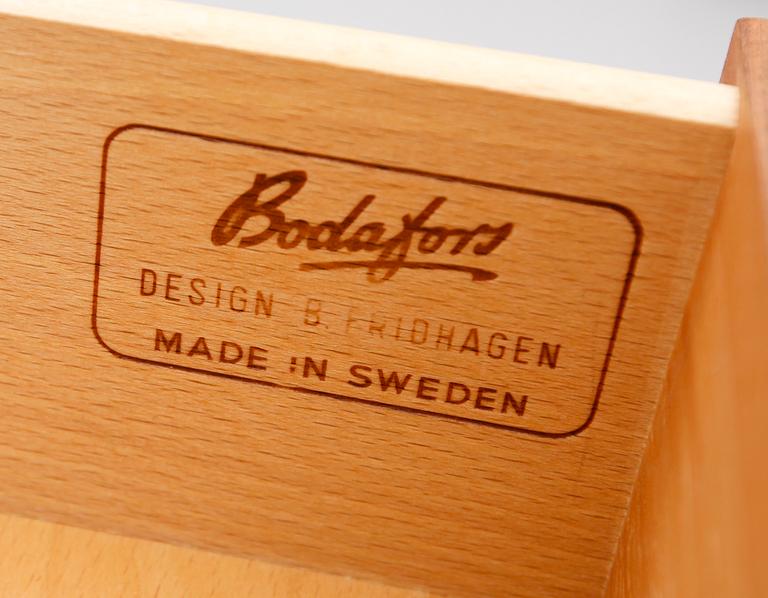 Bodafors
DESIGN B. FRIDHAGEN
MADE IN SWEDEN